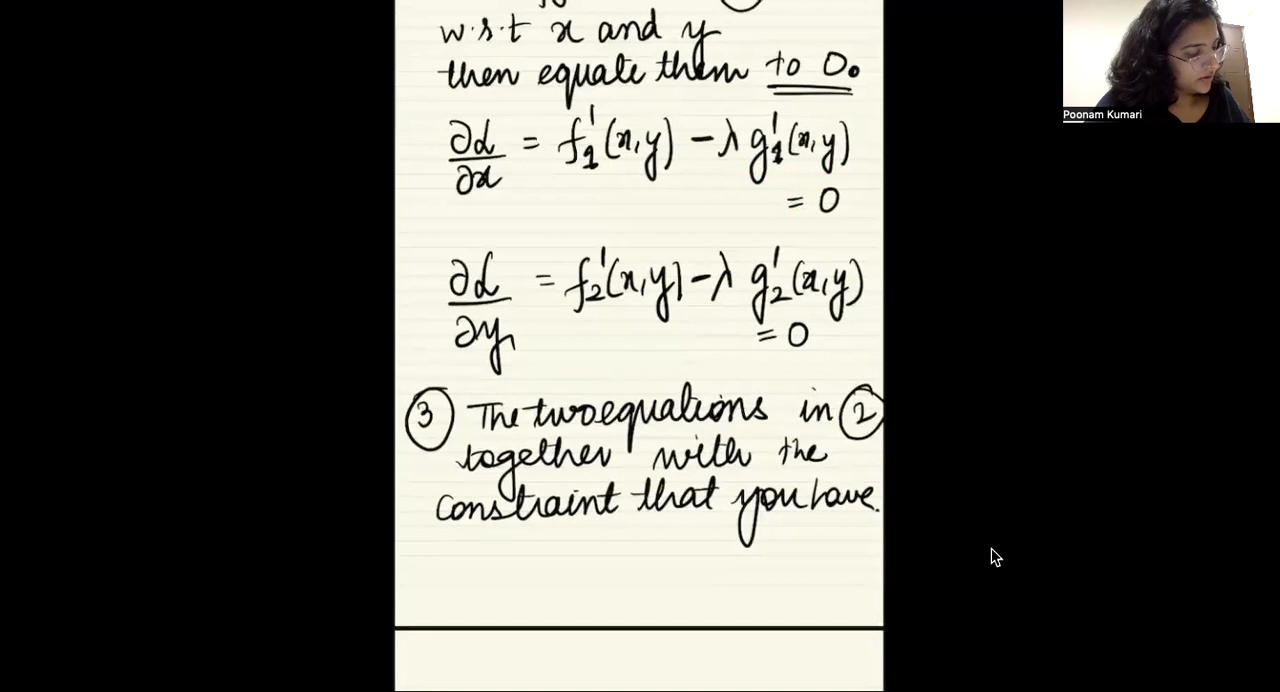 w.r.t x and y
then equate them to 0.
∂L/∂x = f'₁(x,y) - λ g'₁(x,y)
= 0
∂L/∂y = f'₂(x,y) - λ g'₂(x,y)
= 0
③ The two equations in ②
together with the
constraint that you have.
Poonam Kumari